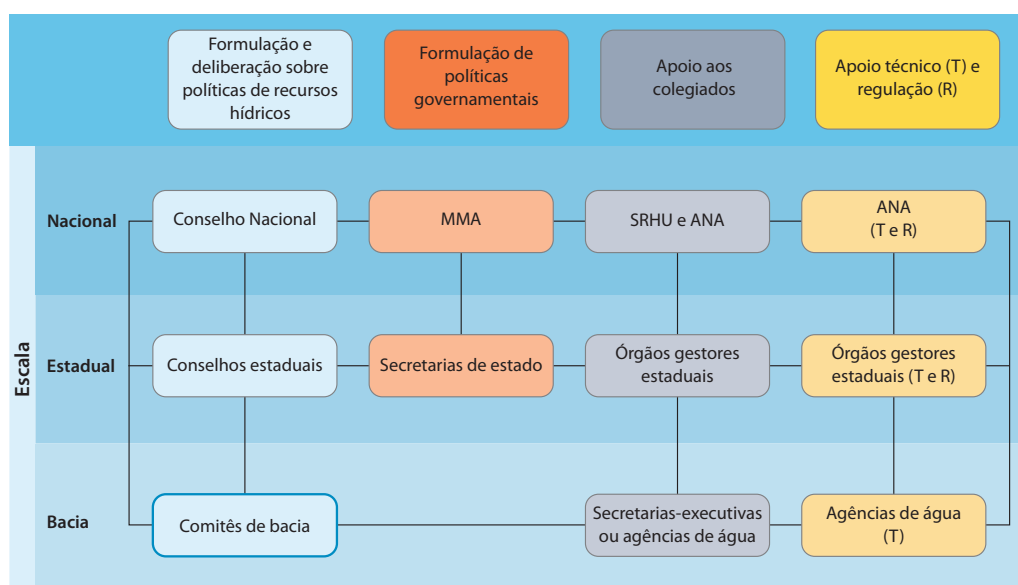 Formulação e
deliberação sobre
políticas de recursos
hídricos
Formulação de
políticas
governamentais
Apoio aos
colegiados
Apoio técnico (T) e
regulação (R)
Escala
Nacional
Conselho Nacional
MMA
SRHU e ANA
ANA
(T e R)
Estadual
Conselhos estaduais
Secretarias de estado
Órgãos gestores
estaduais
Órgãos gestores
estaduais (T e R)
Bacia
Comitês de bacia
Secretarias-executivas
ou agências de água
Agências de água
(T)